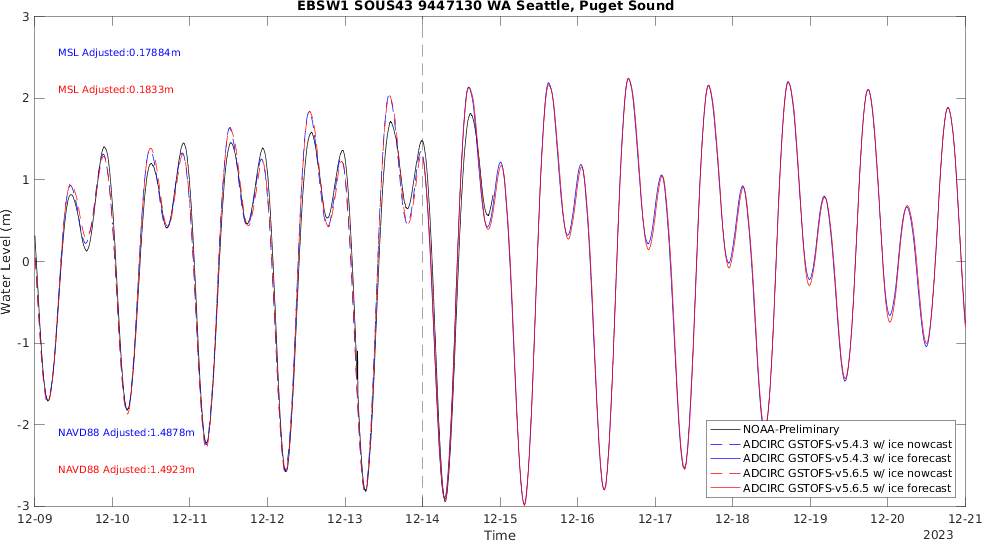 EBSW1 SOUS43 9447130 WA Seattle, Puget Sound
3
2
1
0
-1
-2
-3
Water Level (m)
MSL Adjusted:0.17884m
MSL Adjusted:0.1833m
NAVD88 Adjusted:1.4878m
NAVD88 Adjusted:1.4923m
NOAA-Preliminary
ADCIRC GSTOFS-v5.4.3 w/ ice nowcast
ADCIRC GSTOFS-v5.4.3 w/ ice forecast
ADCIRC GSTOFS-v5.6.5 w/ ice nowcast
ADCIRC GSTOFS-v5.6.5 w/ ice forecast
12-09 12-10 12-11 12-12 12-13 12-14 12-15 12-16 12-17 12-18 12-19 12-20 12-21
Time
2023